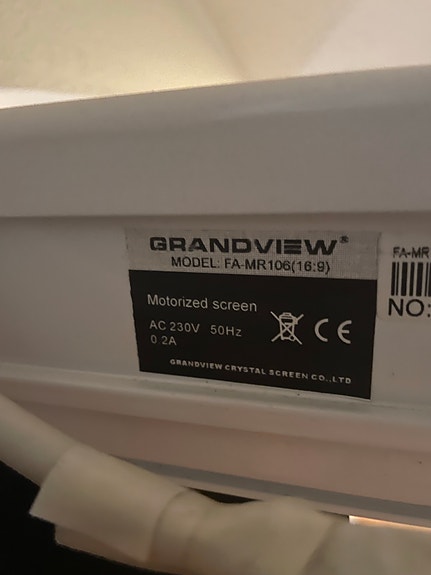 GRANDVIEW®
MODEL: FA-MR106(16:9)
Motorized screen
AC 230V 50Hz
0.2A
CE
GRANDVIEW CRYSTAL SCREEN CO.,LTD
FA-MR
NO: